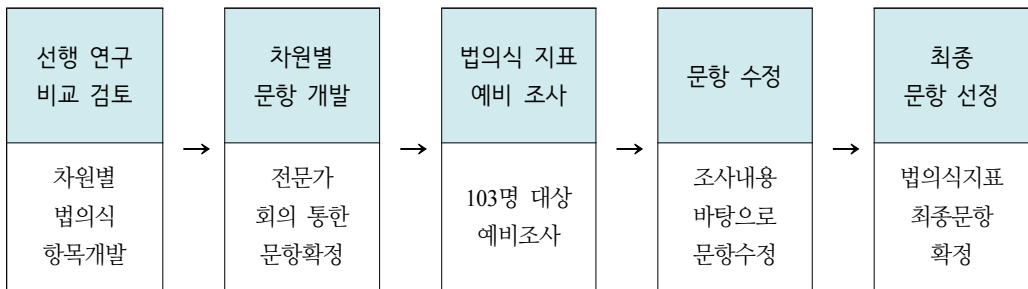 선행 연구
비교 검토
차원별
법의식
항목개발
→
차원별
문항 개발
전문가
회의 통한
문항확정
→
법의식 지표
예비 조사
103명 대상
예비조사
→
문항 수정
조사내용
바탕으로
문항수정
→
최종
문항 선정
법의식지표
최종문항
확정